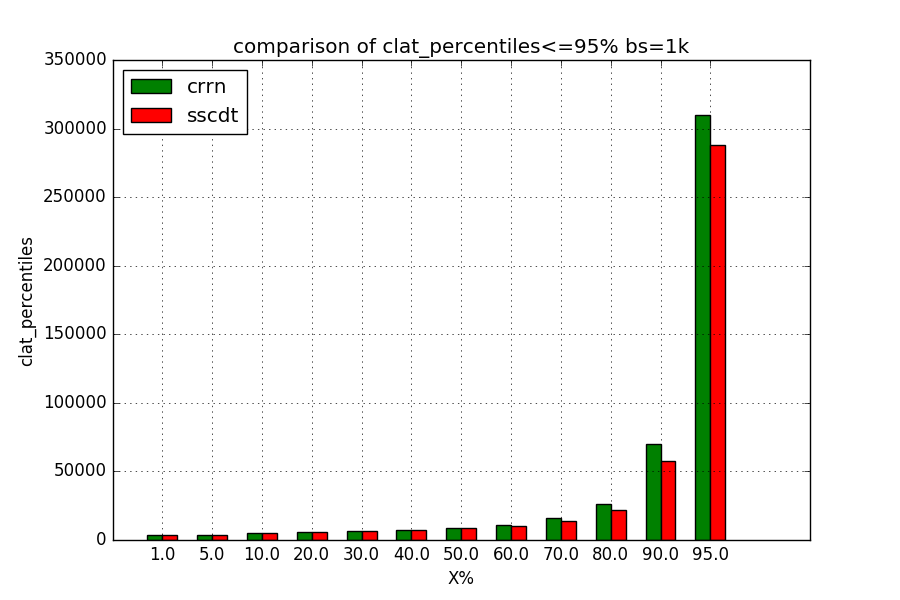 comparison of clat_percentiles<=95% bs=1k
350000
300000
250000
200000
150000
100000
50000
0
clat_percentiles
crrn
sscdt
1.0 5.0 10.0 20.0 30.0 40.0 50.0 60.0 70.0 80.0 90.0 95.0
X%